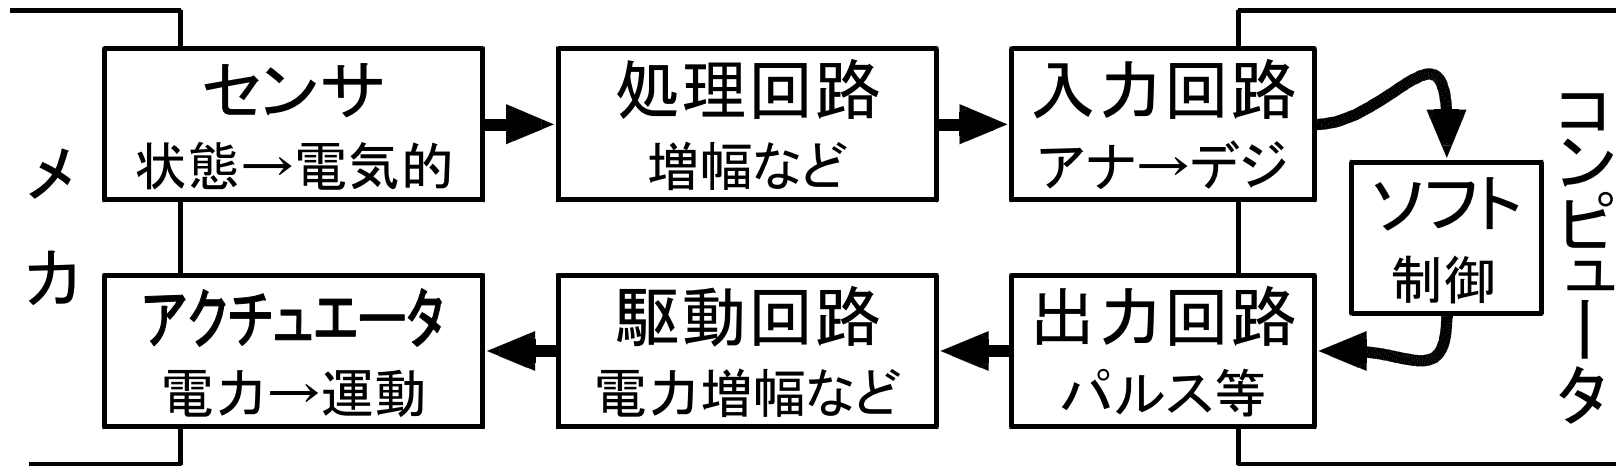 メカ
センサ
状態→電気的
処理回路
増幅など
入力回路
アナ→デジ
ソフト
制御
コンピュータ
アクチュエータ
電力→運動
駆動回路
電力増幅など
出力回路
パルス等